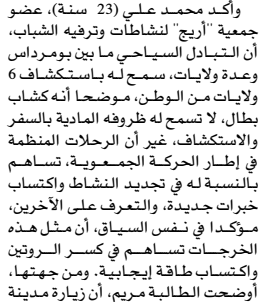 وأكد محمد علي (23 سنة)، عضو
جمعية "أريج" لنشاطات وترفيه الشباب،
أن التبادل السياحي ما بين بومرداس
وعدة ولايات، سمح له باستكشاف 6
ولايات من الوطن، موضحا أنه كشاب
بطال، لا تسمح له ظروفه المادية بالسفر
والاستكشاف، غير أن الرحلات المنظمة
في إطار الحركة الجمعوية، تساهم
بالنسبة له في تجديد النشاط واكتساب
خبرات جديدة، والتعرف على الآخرين،
مؤكدا في نفس السياق، أن مثل هذه
الخرجات تساهم في كسر الروتين
واكتساب طاقة إيجابية. ومن جهتها،
أوضحت الطالبة مريم، أن زيارة مدينة